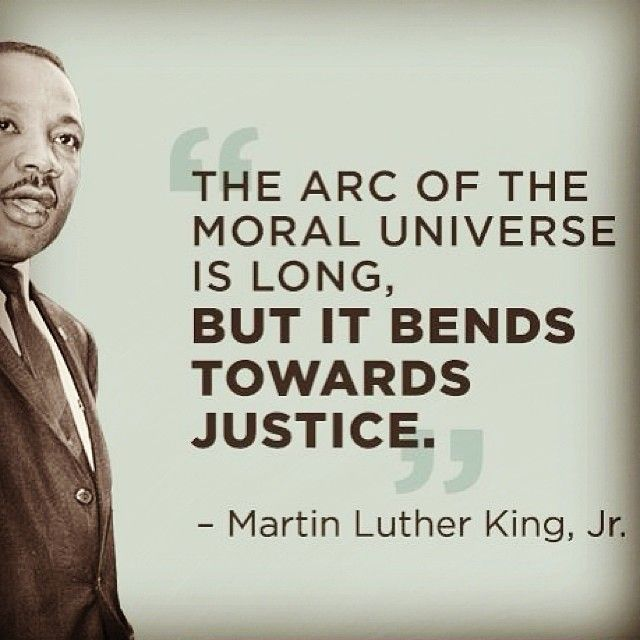 “THE ARC OF THE
MORAL UNIVERSE
IS LONG,
BUT IT BENDS
TOWARDS
JUSTICE.”
– Martin Luther King, Jr.